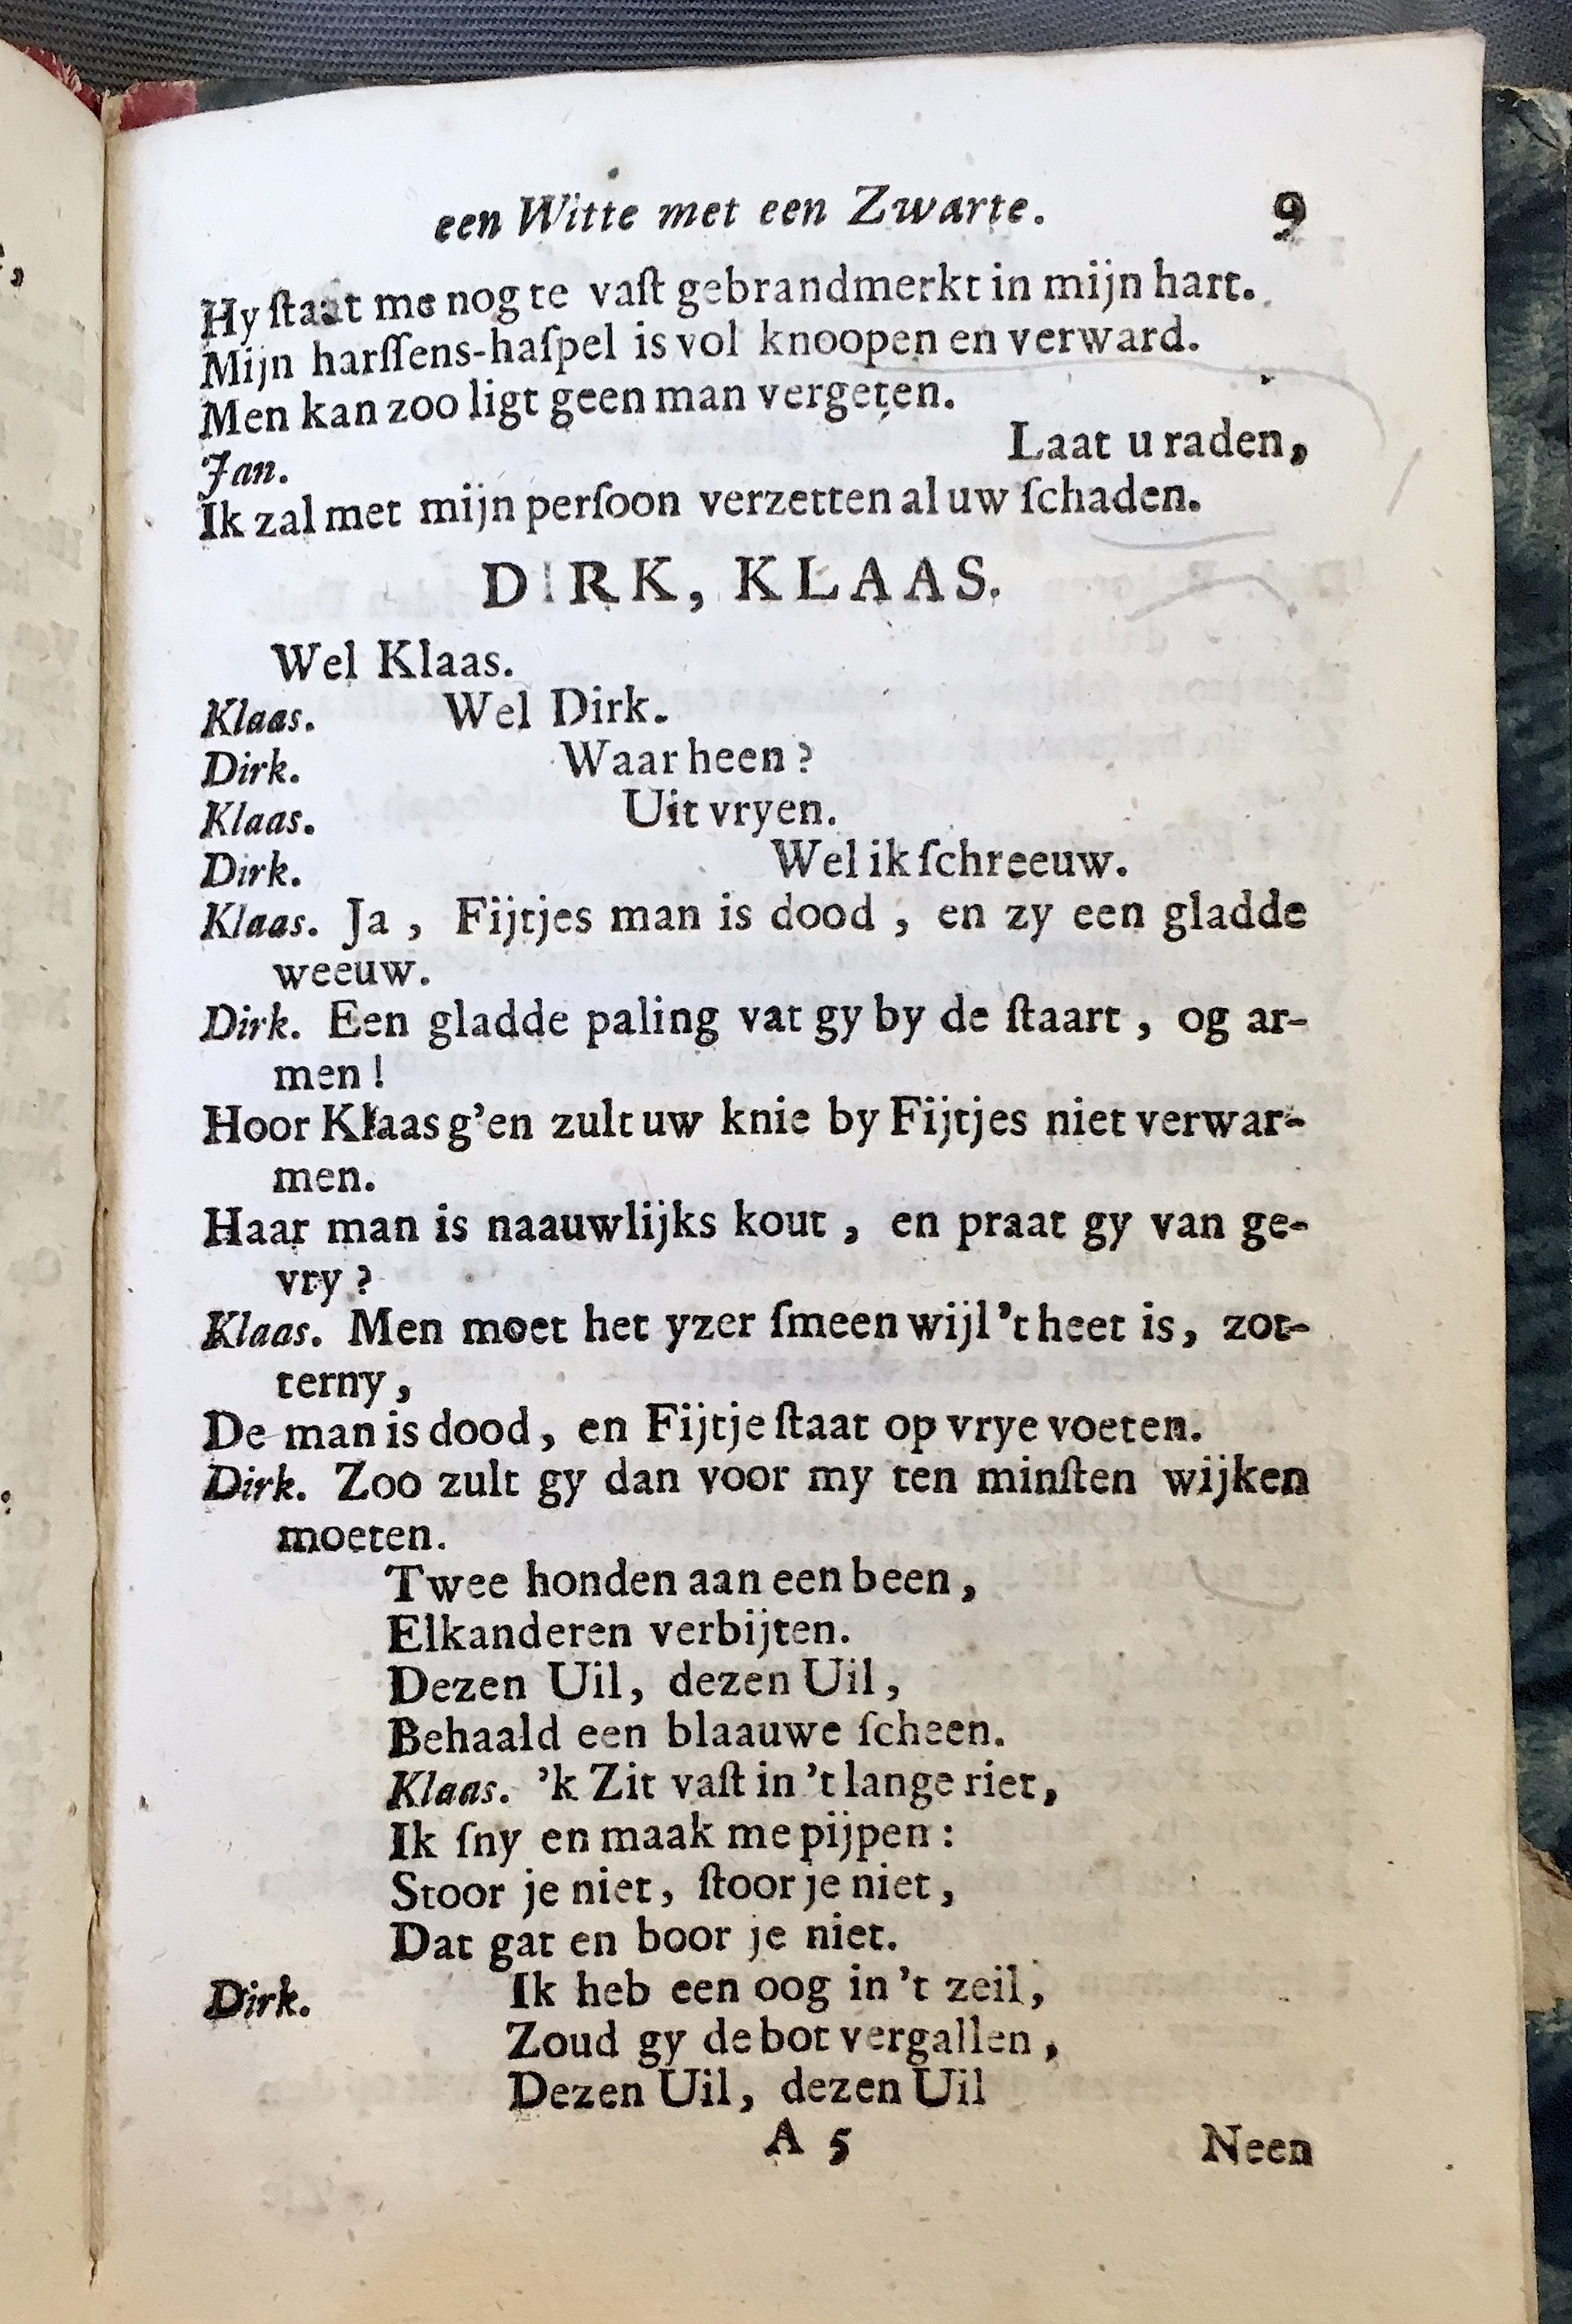 een Witte met een Zwarte. 9
Hy ſtaat me nog te vaſt gebrandmerkt in mijn hart.
Mijn harſſens-haſpel is vol knoopen en verward.
Men kan zoo ligt geen man vergeten.
Jan. Laat u raden,
Ik zal met mijn perſoon verzetten al uw ſchaden.
DIRK, KLAAS.
Wel Klaas.
Klaas. Wel Dirk.
Dirk. Waar heen?
Klaas. Uit vryen.
Dirk. Wel ik ſchreeuw.
Klaas. Ja, Fijtjes man is dood, en zy een gladde
weeuw.
Dirk. Een gladde paling vat gy by de ſtaart, og ar-
men!
Hoor Klaas g'en zult uw knie by Fijtjes niet verwar-
men.
Haar man is naauwlijks kout, en praat gy van ge-
vry?
Klaas. Men moet het yzer ſmeen wijl 't heet is, zot-
terny,
De man is dood, en Fijtje ſtaat op vrye voeten.
Dirk. Zoo zult gy dan voor my ten minſten wijken
moeten.
Twee honden aan een been,
Elkanderen verbijten.
Dezen Uil, dezen Uil,
Behaald een blaauwe ſcheen.
Klaas. 'k Zit vaſt in 't lange riet,
Ik ſny en maak me pijpen:
Stoor je niet, ſtoor je niet,
Dat gat en boor je niet.
Dirk. Ik heb een oog in 't zeil,
Zoud gy de bot vergallen,
Dezen Uil, dezen Uil
A 5 Neen